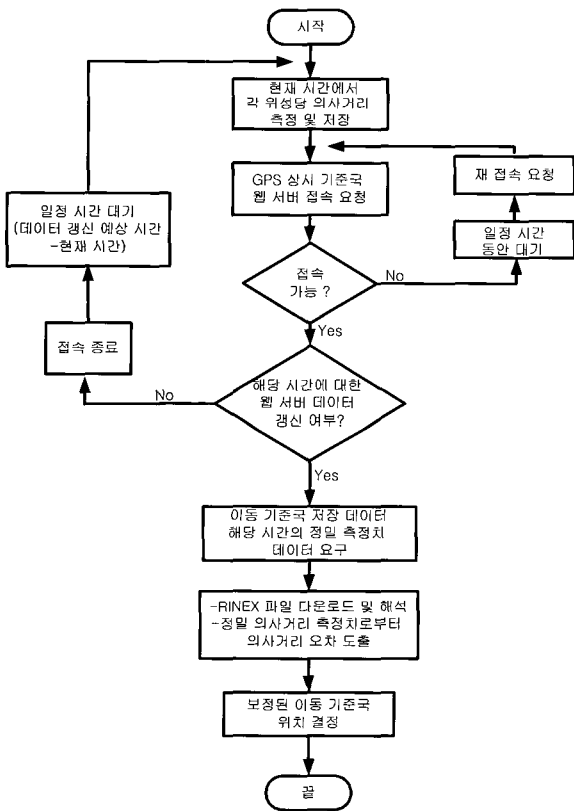 시작
현재 시간에서
각 위성당 의사거리
측정 및 저장
GPS 상시 기준국
웹 서버 접속 요청
재 접속 요청
일정 시간
동안 대기
일정 시간 대기
(데이터 갱신 예상 시간
-현재 시간)
접속
가능 ?
No
Yes
접속 종료
해당 시간에 대한
웹 서버 데이터
갱신 여부?
No
Yes
이동 기준국 저장 데이터
해당 시간의 정밀 측정치
데이터 요구
-RINEX 파일 다운로드 및 해석
-정밀 의사거리 측정치로부터
의사거리 오차 도출
보정된 이동 기준국
위치 결정
끝